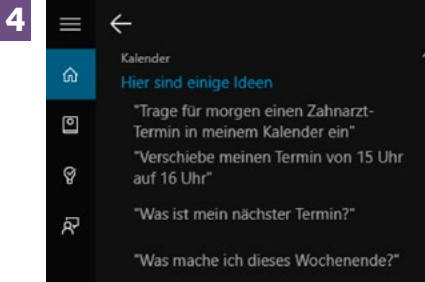 4
Kalender
Hier sind einige Ideen
"Trage für morgen einen Zahnarzt-
Termin in meinem Kalender ein"
"Verschiebe meinen Termin von 15 Uhr
auf 16 Uhr"
"Was ist mein nächster Termin?"
"Was mache ich dieses Wochenende?"